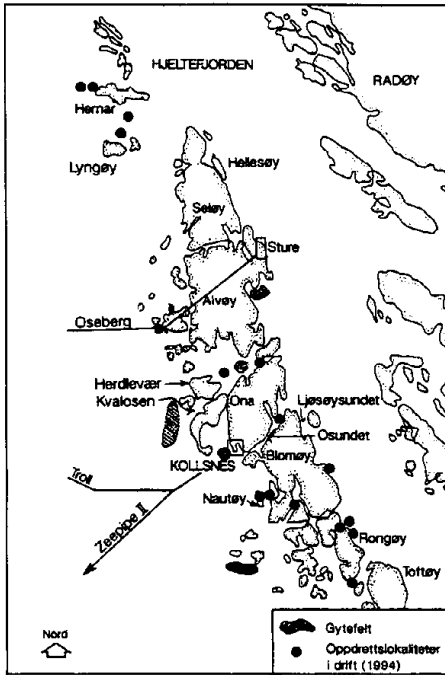 HJELTEFJORDEN
RADØY
Hernar
Lyngøy
Hellesøy
Seløy
Sture
Alvøy
Oseberg
Herdlevær
Kvalosen
Ona
Ljøsøysundet
Osundet
KOLLSNES
Blomøy
Troll
Nautøy
Zeepipe II
Rongøy
Toftøy
Nord
Gytefelt
Oppdrettslokaliteter
i drift (1994)